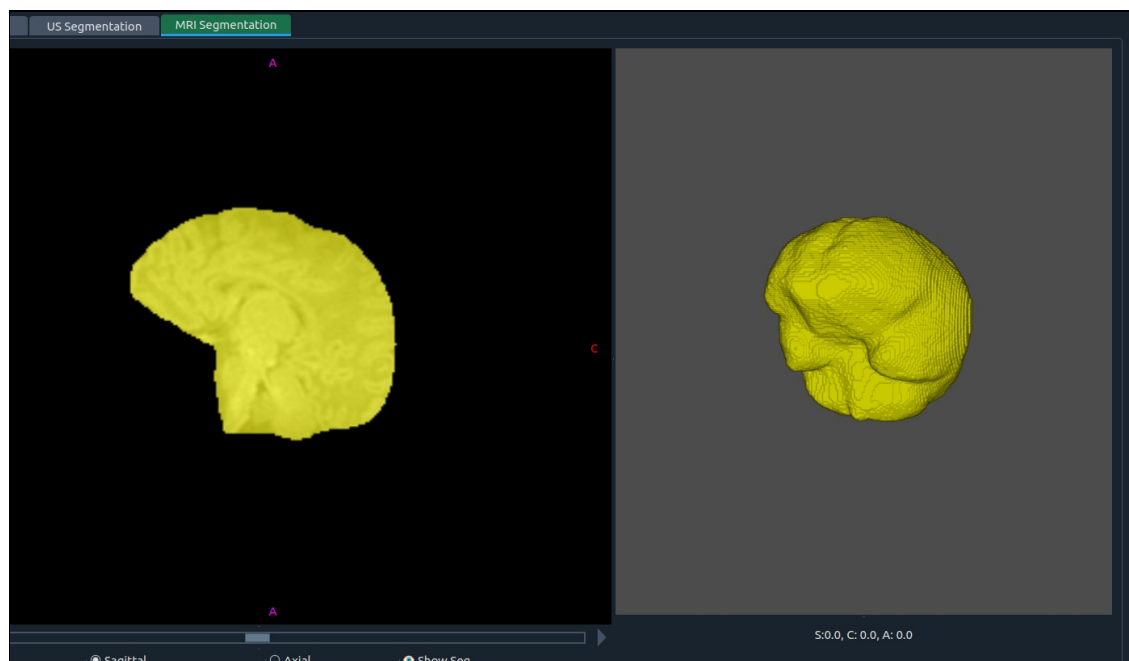 US Segmentation
MRI Segmentation
A
C
A
S:0.0, C: 0.0, A: 0.0
Sagittal
Axial
Show Seg